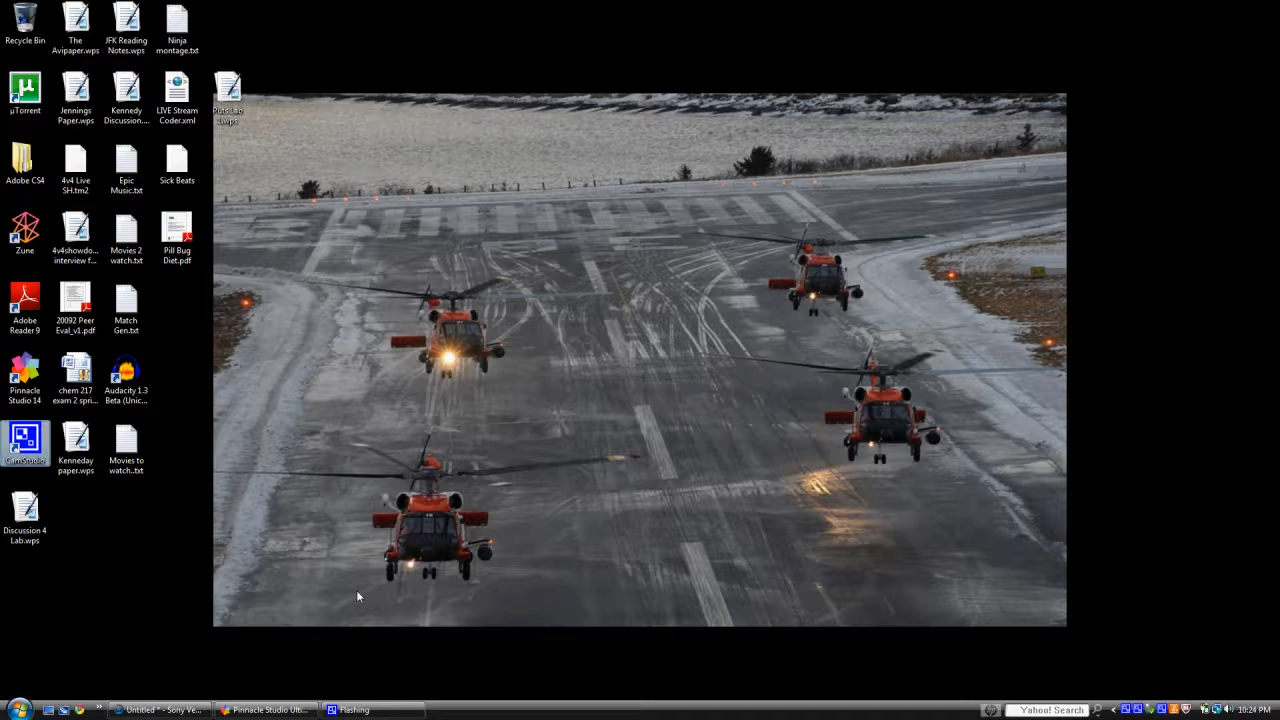 Recycle Bin
The
Avipaper.wps
JFK Reading
Notes.wps
Ninja
montage.txt
µTorrent
Jennings
Paper.wps
Kennedy
Discussion....
LIVE Stream
Coder.xml
Adobe CS4
4v4 Live
SH.tm2
Epic
Music.txt
Sick Beats
Zune
4v4showdo...
interview f...
Movies 2
watch.txt
Pill Bug
Diet.pdf
Adobe
Reader 9
20092 Peer
Eval_v1.pdf
Match
Gen.txt
Pinnacle
Studio 14
chem 217
exam 2 spri...
Audacity 1.3
Beta (Unic...
CamStudio
Kenneday
paper.wps
Movies to
watch..txt
Discussion 4
Lab.wps
Untitled * - Sony Ve...
Pinnacle Studio Ulti...
Flashing
Yahoo! Search
10:24 PM